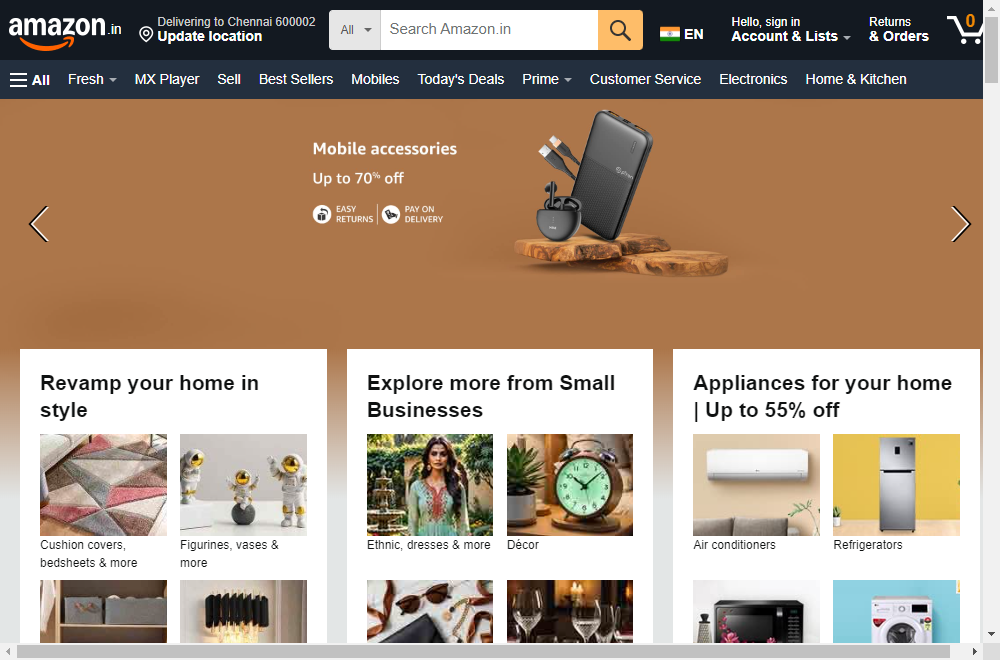 amazon.in
Delivering to Chennai 600002
Update location
All
Search Amazon.in
EN
Hello, sign in
Account & Lists
Returns
& Orders
0
All
Fresh
MX Player
Sell
Best Sellers
Mobiles
Today's Deals
Prime
Customer Service
Electronics
Home & Kitchen
Mobile accessories
Up to 70% off
EASY
RETURNS
PAY ON
DELIVERY
Revamp your home in
style
Cushion covers,
bedsheets & more
Figurines, vases &
more
Explore more from Small
Businesses
Ethnic, dresses & more
Décor
Appliances for your home
| Up to 55% off
Air conditioners
Refrigerators